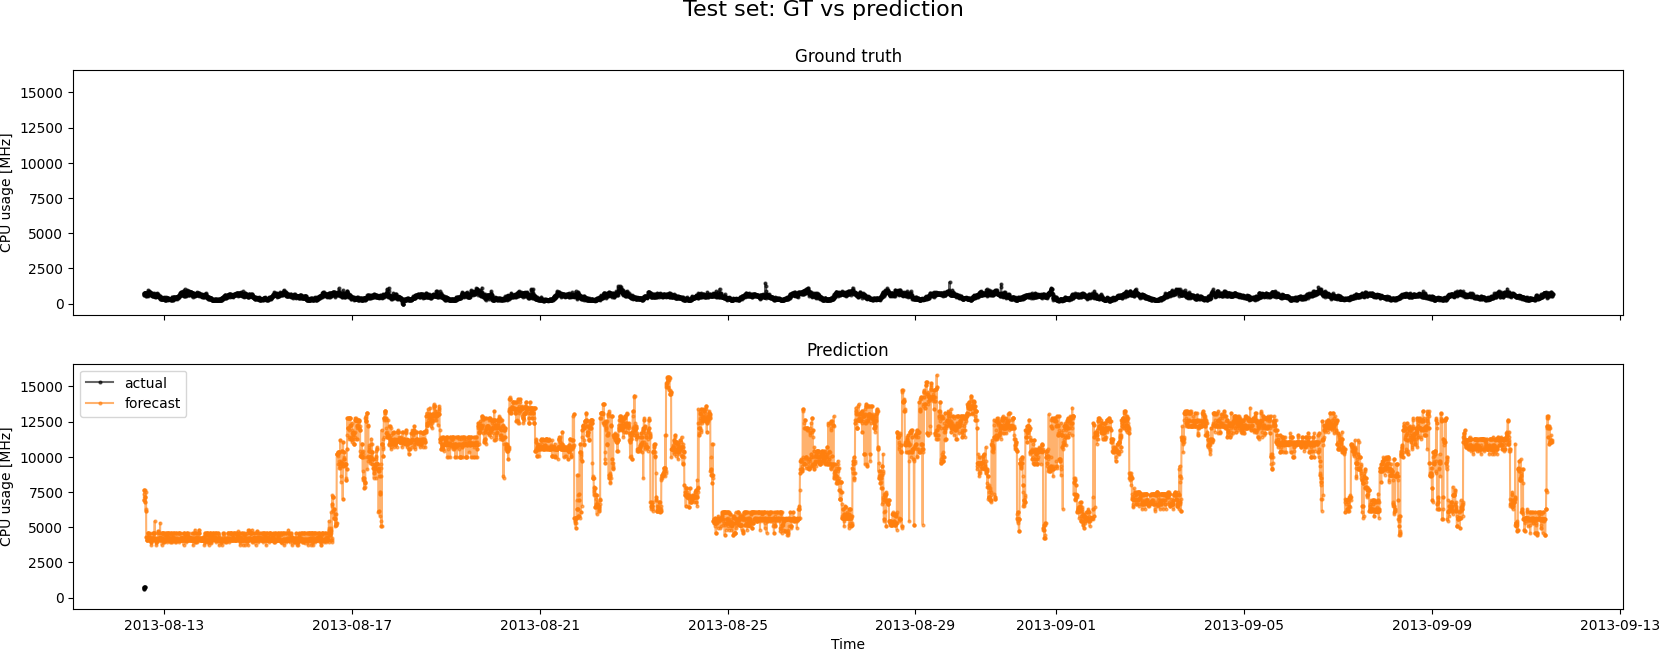 Test set: GT vs prediction
Ground truth
CPU usage [MHz]
15000
12500
10000
7500
5000
2500
0
Prediction
CPU usage [MHz]
15000
12500
10000
7500
5000
2500
0
actual
forecast
2013-08-13 2013-08-17 2013-08-21 2013-08-25 2013-08-29 2013-09-01 2013-09-05 2013-09-09 2013-09-13
Time